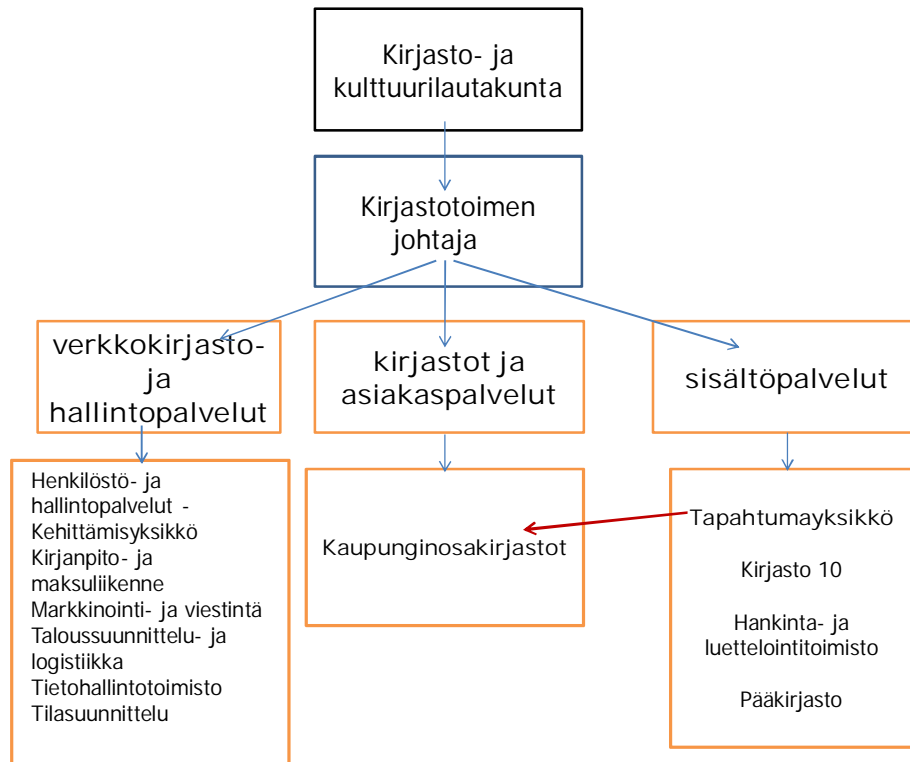 Kirjasto- ja
kulttuurilautakunta
Kirjastotoimen
johtaja
verkkokirjasto-
ja
hallintopalvelut
kirjastot ja
asiakaspalvelut
sisältöpalvelut
Henkilöstö- ja
hallintopalvelut -
Kehittämisyksikkö
Kirjanpito- ja
maksuliikenne
Markkinointi- ja viestintä
Taloussuunnittelu- ja
logistiikka
Tietohallintotoimisto
Tilasuunnittelu
Kaupunginosakirjastot
Tapahtumayksikkö
Kirjasto 10
Hankinta- ja
luettelointitoimisto
Pääkirjasto